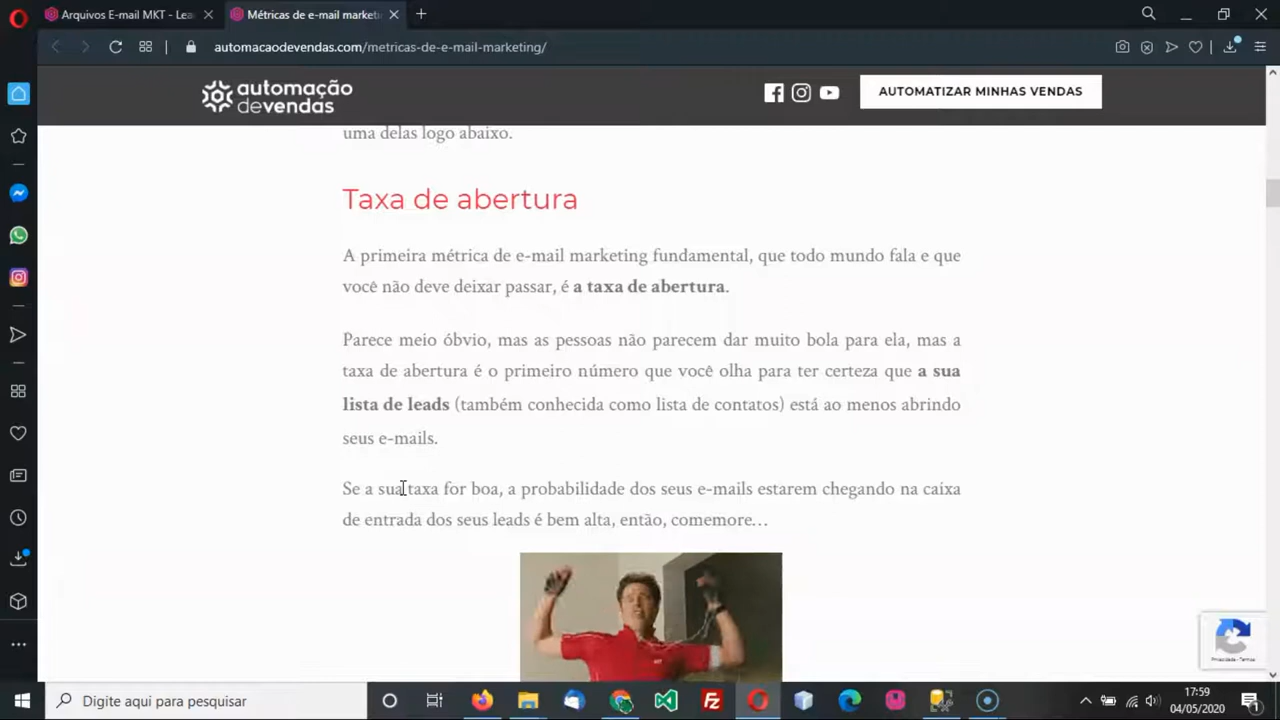 Arquivos E-mail MKT - Lea
Métricas de e-mail market
automacaodevendas.com/metricas-de-e-mail-marketing/
automação
devendas
AUTOMATIZAR MINHAS VENDAS
uma delas logo abaixo.
Taxa de abertura
A primeira métrica de e-mail marketing fundamental, que todo mundo fala e que
você não deve deixar passar, é a taxa de abertura.
Parece meio óbvio, mas as pessoas não parecem dar muito bola para ela, mas a
taxa de abertura é o primeiro número que você olha para ter certeza que a sua
lista de leads (também conhecida como lista de contatos) está ao menos abrindo
seus e-mails.
Se a sua taxa for boa, a probabilidade dos seus e-mails estarem chegando na caixa
de entrada dos seus leads é bem alta, então, comemore…
Privacidade - Termos
Digite aqui para pesquisar
17:59
04/05/2020
1